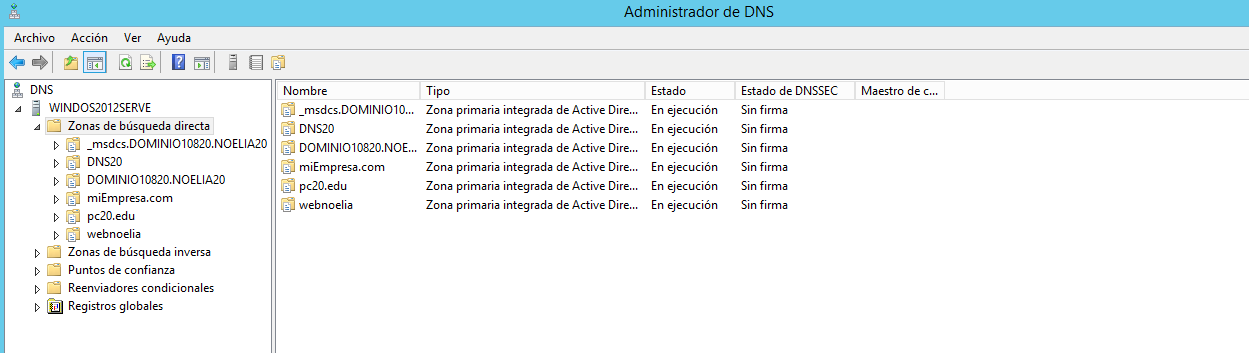 Administrador de DNS
Archivo Acción Ver Ayuda
DNS
WINDOS2012SERVE
Zonas de búsqueda directa
_msdcs.DOMINIO10820.NOELIA20
DNS20
DOMINIO10820.NOELIA20
miEmpresa.com
pc20.edu
webnoelia
Zonas de búsqueda inversa
Puntos de confianza
Reenviadores condicionales
Registros globales
Nombre Tipo Estado Estado de DNSSEC Maestro de c...
_msdcs.DOMINIO10... Zona primaria integrada de Active Dire... En ejecución Sin firma
DNS20 Zona primaria integrada de Active Dire... En ejecución Sin firma
DOMINIO10820.NOE... Zona primaria integrada de Active Dire... En ejecución Sin firma
miEmpresa.com Zona primaria integrada de Active Dire... En ejecución Sin firma
pc20.edu Zona primaria integrada de Active Dire... En ejecución Sin firma
webnoelia Zona primaria integrada de Active Dire... En ejecución Sin firma